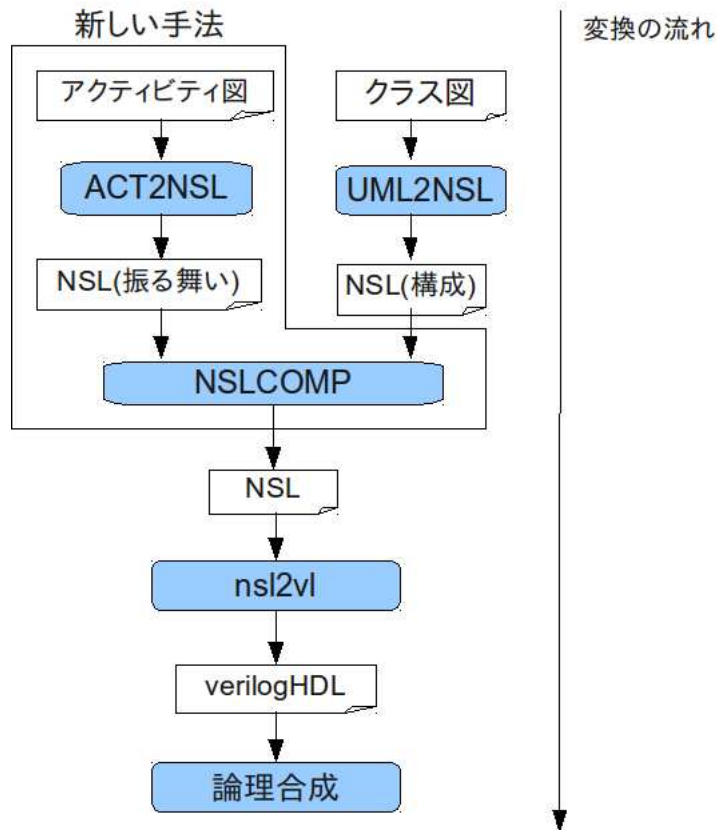 新しい手法
変換の流れ
アクティビティ図
クラス図
ACT2NSL
UML2NSL
NSL(振る舞い)
NSL(構成)
NSLCOMP
NSL
nsl2vl
verilogHDL
論理合成